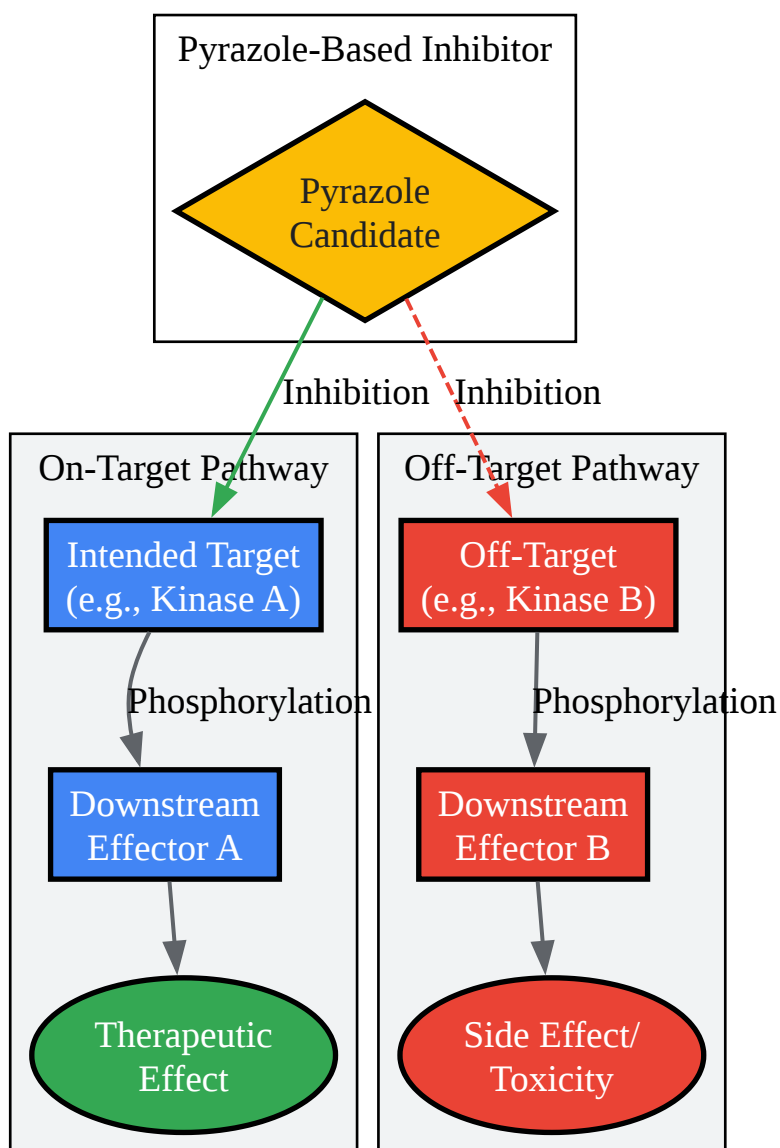 Pyrazole-Based Inhibitor
Pyrazole
Candidate
Inhibition
Inhibition
On-Target Pathway
Off-Target Pathway
Intended Target
(e.g., Kinase A)
Off-Target
(e.g., Kinase B)
Phosphorylation
Phosphorylation
Downstream
Effector A
Downstream
Effector B
Therapeutic
Effect
Side Effect/
Toxicity